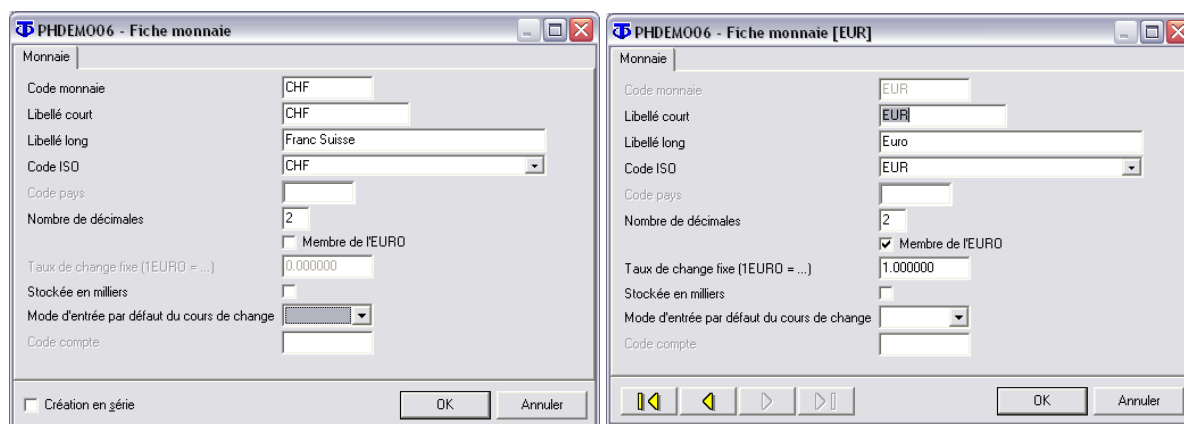 PHDEMO06 - Fiche monnaie
Monnaie
Code monnaie CHF
Libellé court CHF
Libellé long Franc Suisse
Code ISO CHF
Code pays
Nombre de décimales 2
Membre de l'EURO
Taux de change fixe (1EURO = ...) 0.000000
Stockée en milliers
Mode d'entrée par défaut du cours de change
Code compte
Création en série OK Annuler
PHDEMO06 - Fiche monnaie [EUR]
Monnaie
Code monnaie EUR
Libellé court EUR
Libellé long Euro
Code ISO EUR
Code pays
Nombre de décimales 2
Membre de l'EURO
Taux de change fixe (1EURO = ...) 1.000000
Stockée en milliers
Mode d'entrée par défaut du cours de change
Code compte
OK Annuler